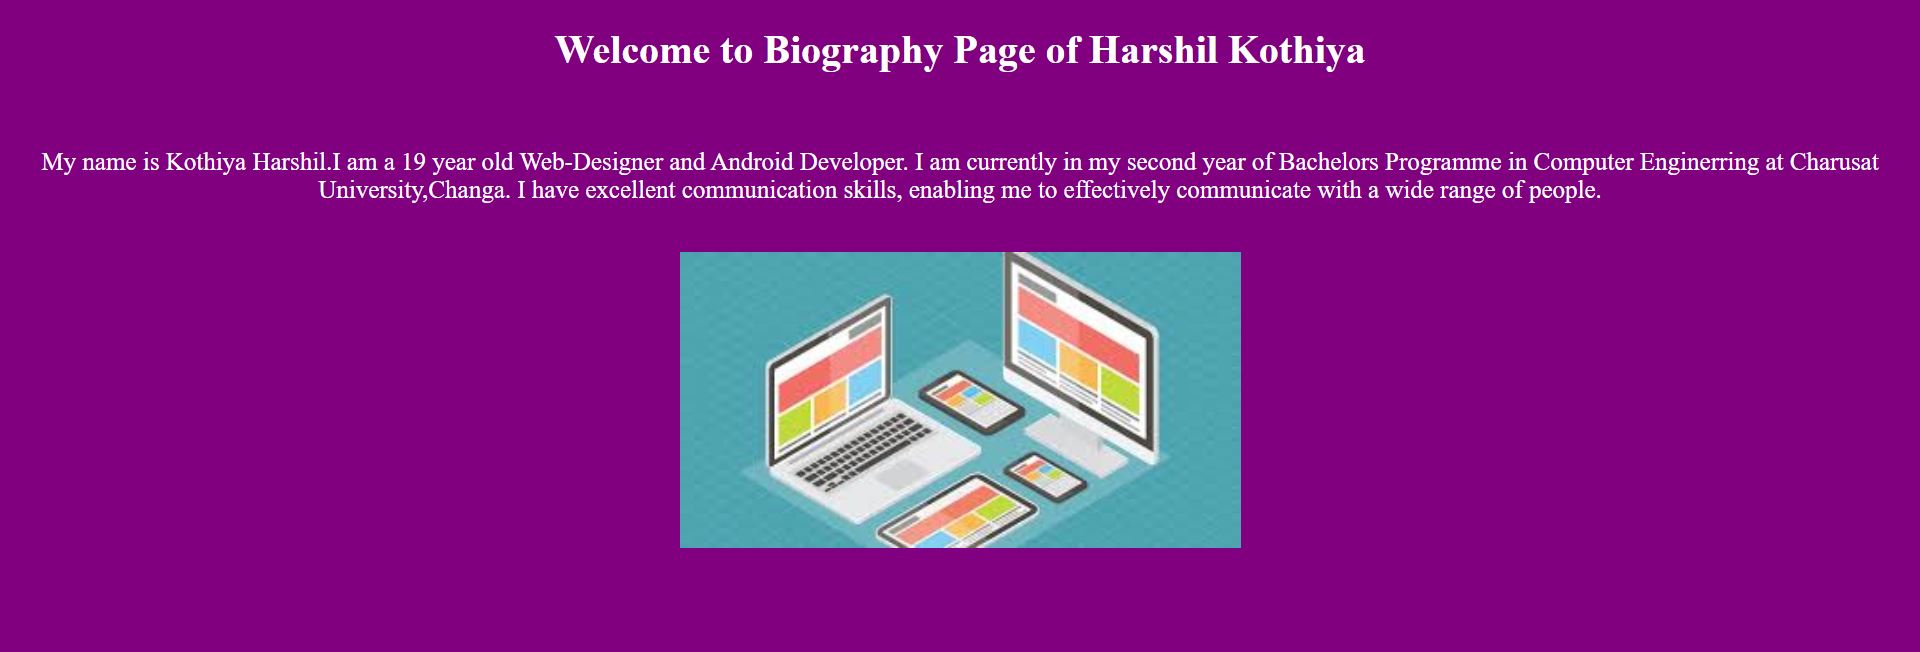 Welcome to Biography Page of Harshil Kothiya
My name is Kothiya Harshil.I am a 19 year old Web-Designer and Android Developer. I am currently in my second year of Bachelors Programme in Computer Enginerring at Charusat
University,Changa. I have excellent communication skills, enabling me to effectively communicate with a wide range of people.